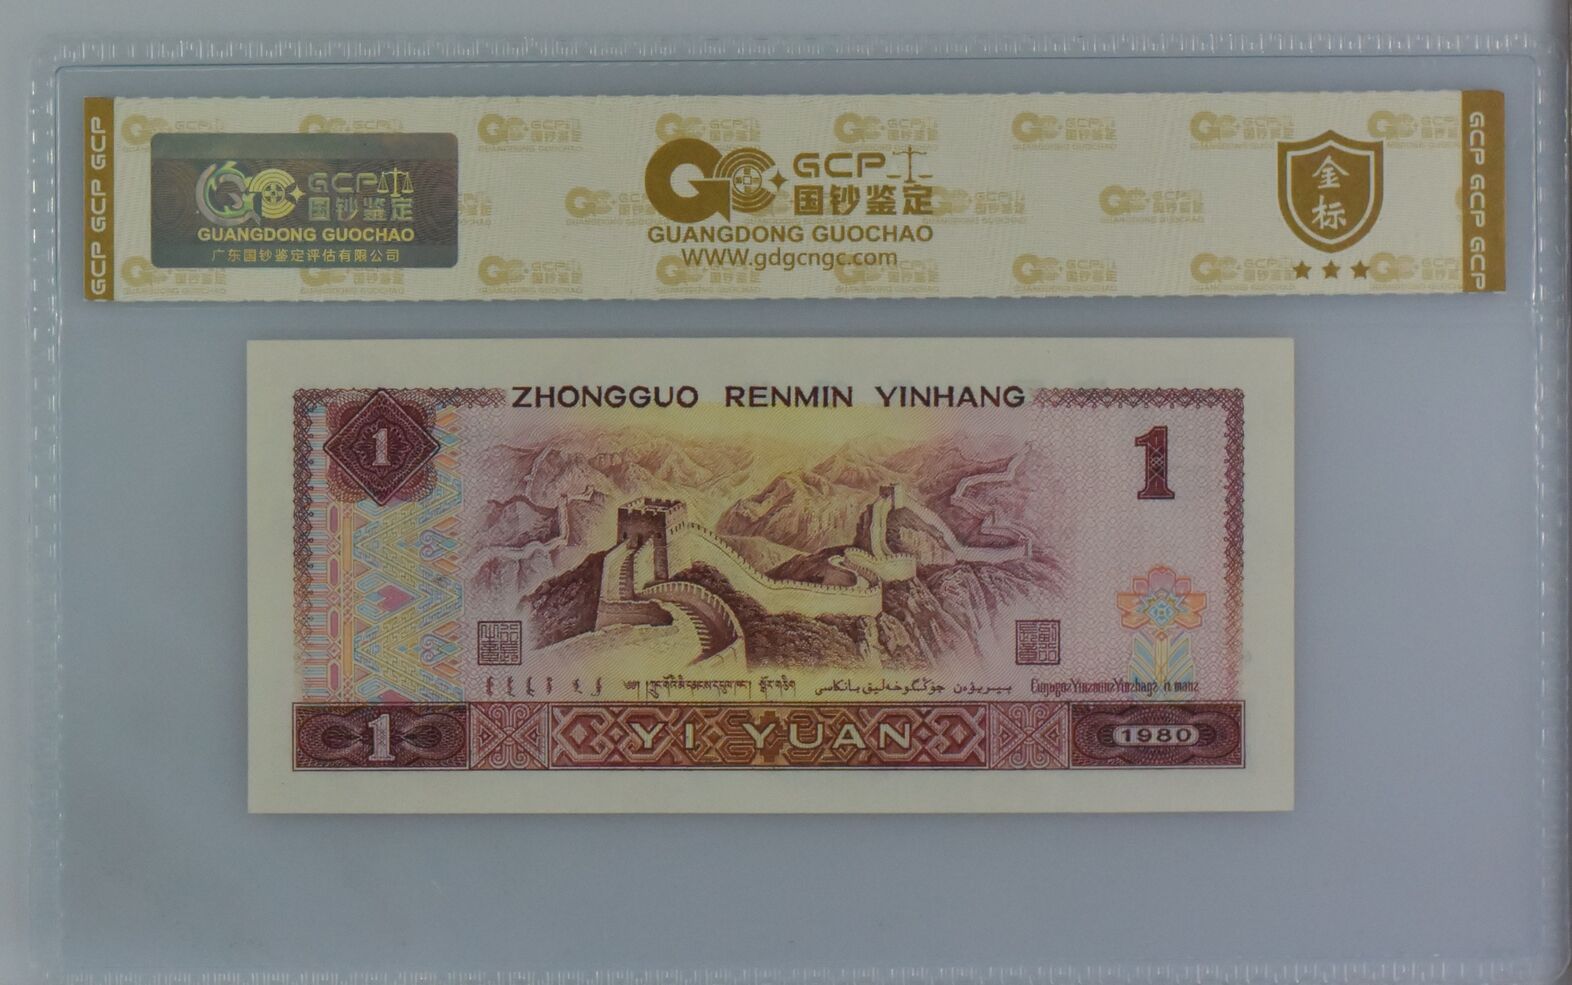 GCP GCP GCP
GCP
国钞鉴定
GUANGDONG GUOCHAO
广东国钞鉴定评估有限公司
GCP
国钞鉴定
GUANGDONG GUOCHAO
WWW.gdgcngc.com
金标
GCP GCP GCP
ZHONGGUO RENMIN YINHANG
1
1
1
YI YUAN
1980